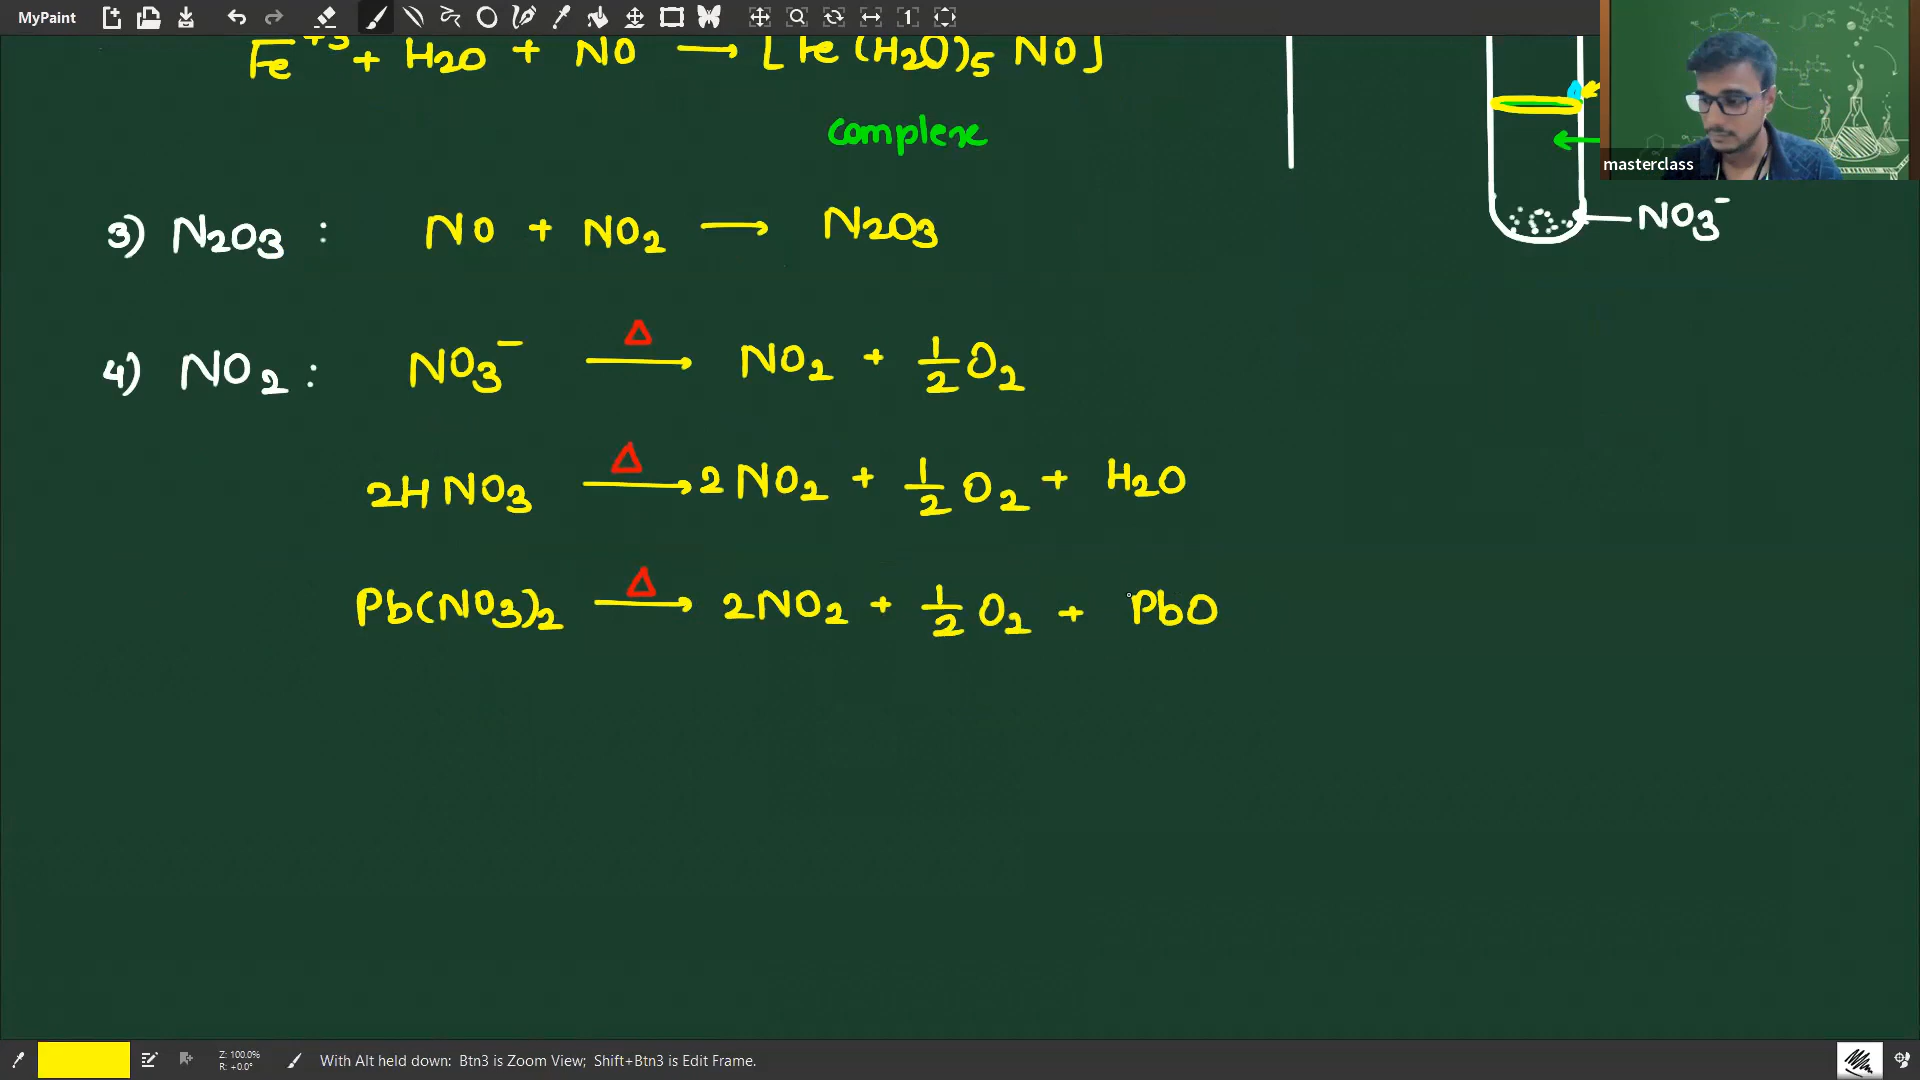 MyPaint
Fe⁺³ + H₂O + NO → [Fe(H₂O)₅ NO]
complex
masterclass
NO₃⁻
3) N₂O₃ : NO + NO₂ → N₂O₃
4) NO₂ : NO₃⁻ Δ→ NO₂ + 1/2 O₂
2HNO₃ Δ→ 2NO₂ + 1/2 O₂ + H₂O
Pb(NO₃)₂ Δ→ 2NO₂ + 1/2 O₂ + PbO
Z: 100.0%
R: +0.0°
With Alt held down: Btn3 is Zoom View; Shift+Btn3 is Edit Frame.